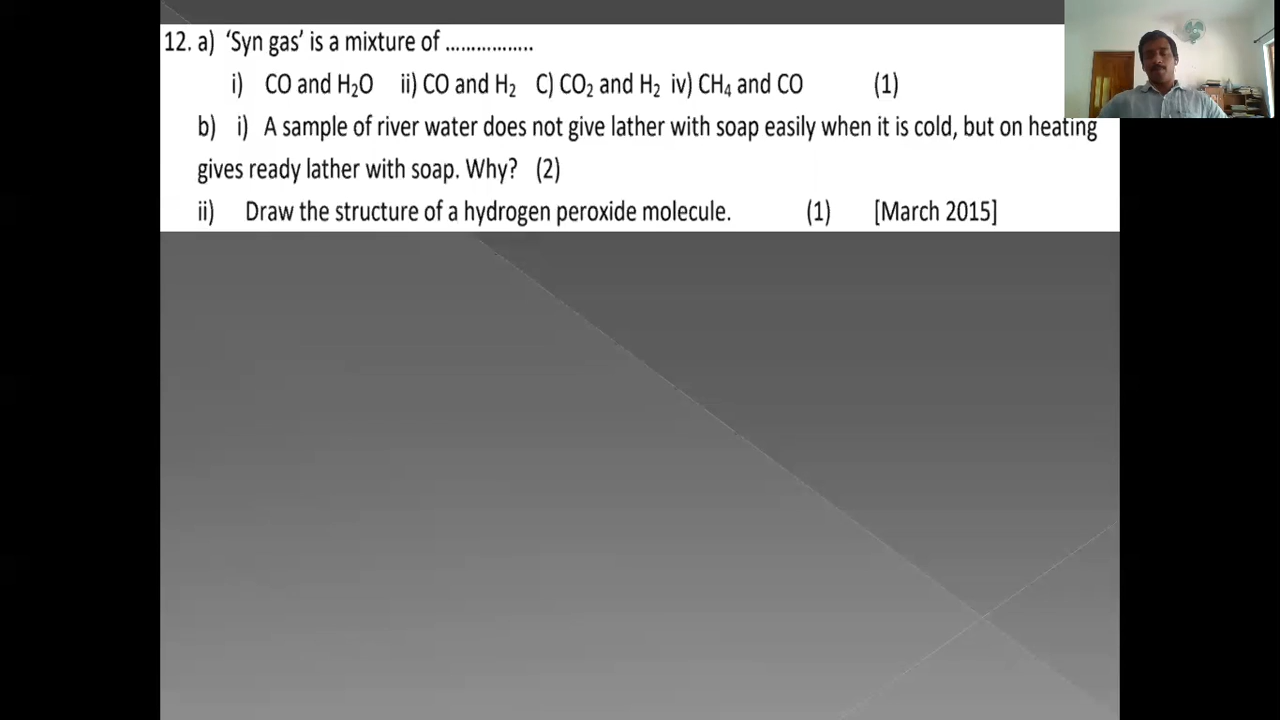 12. a) ‘Syn gas’ is a mixture of ................
i) CO and H₂O ii) CO and H₂ C) CO₂ and H₂ iv) CH₄ and CO (1)
b) i) A sample of river water does not give lather with soap easily when it is cold, but on heating
gives ready lather with soap. Why? (2)
ii) Draw the structure of a hydrogen peroxide molecule. (1) [March 2015]